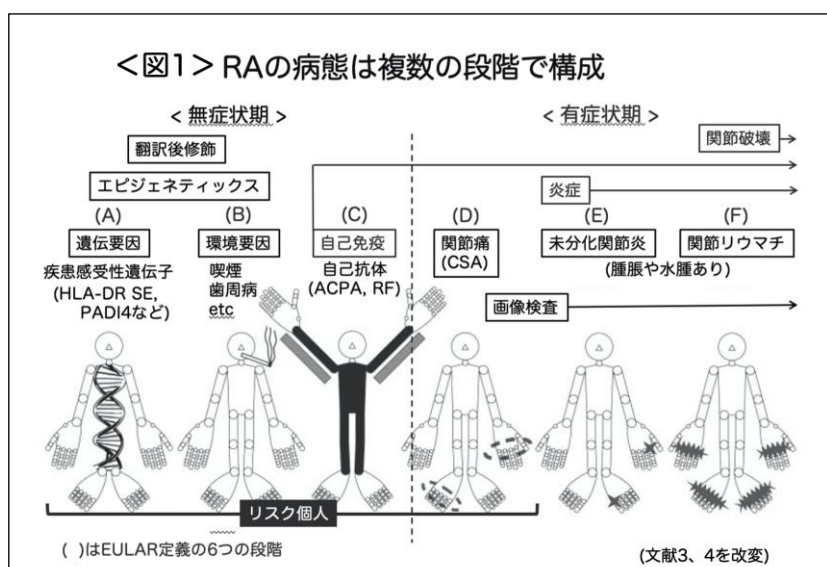 <図1> RAの病態は複数の段階で構成
< 無症状期 >
< 有症状期 >
関節破壊
翻訳後修飾
エピジェネティックス
炎症
(A)
(B)
(C)
(D)
(E)
(F)
遺伝要因
環境要因
自己免疫
関節痛
(CSA)
未分化関節炎
関節リウマチ
疾患感受性遺伝子
(HLA-DR SE,
PADI4など)
喫煙
歯周病
etc
自己抗体
(ACPA, RF)
(腫脹や水腫あり)
画像検査
リスク個人
( )はEULAR定義の6つの段階
(文献3、4を改変)